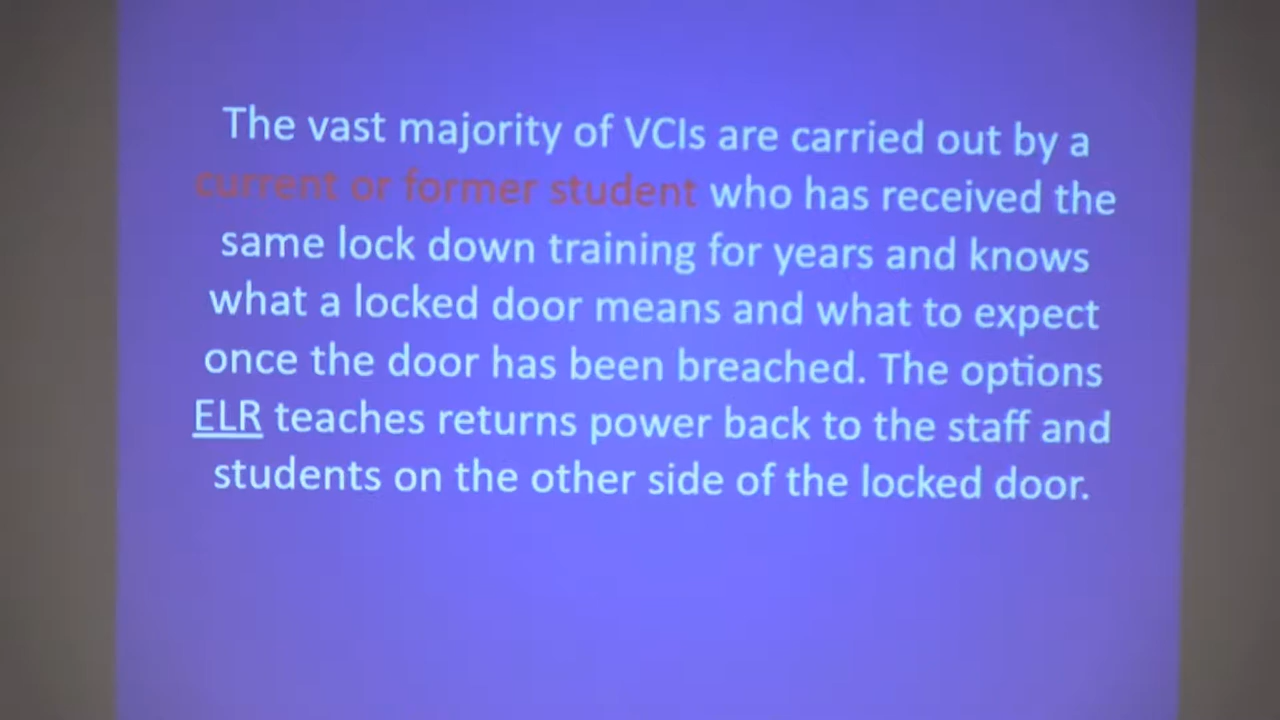 The vast majority of VCIs are carried out by a
current or former student who has received the
same lock down training for years and knows
what a locked door means and what to expect
once the door has been breached. The options
ELR teaches returns power back to the staff and
students on the other side of the locked door.